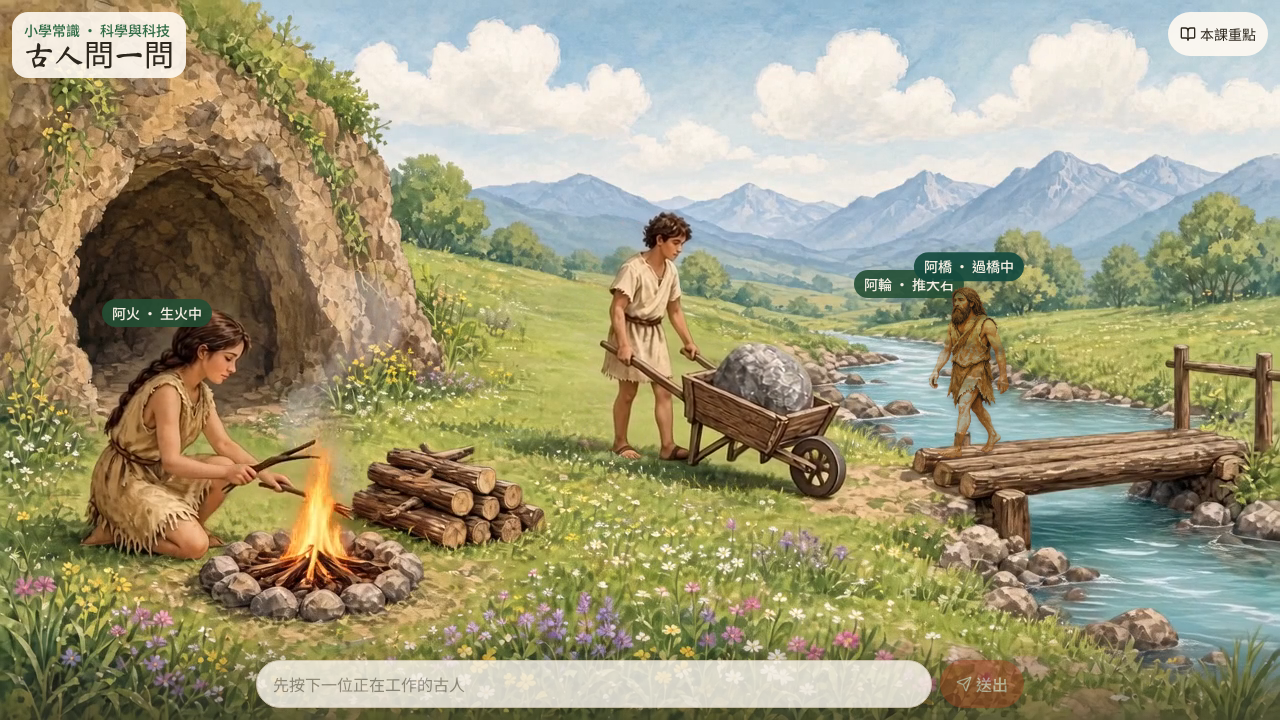 小學常識 · 科學與科技
古人問一問
本課重點
阿橋 · 過橋中
阿輪 · 推大石
阿火 · 生火中
先按下一位正在工作的古人
送出